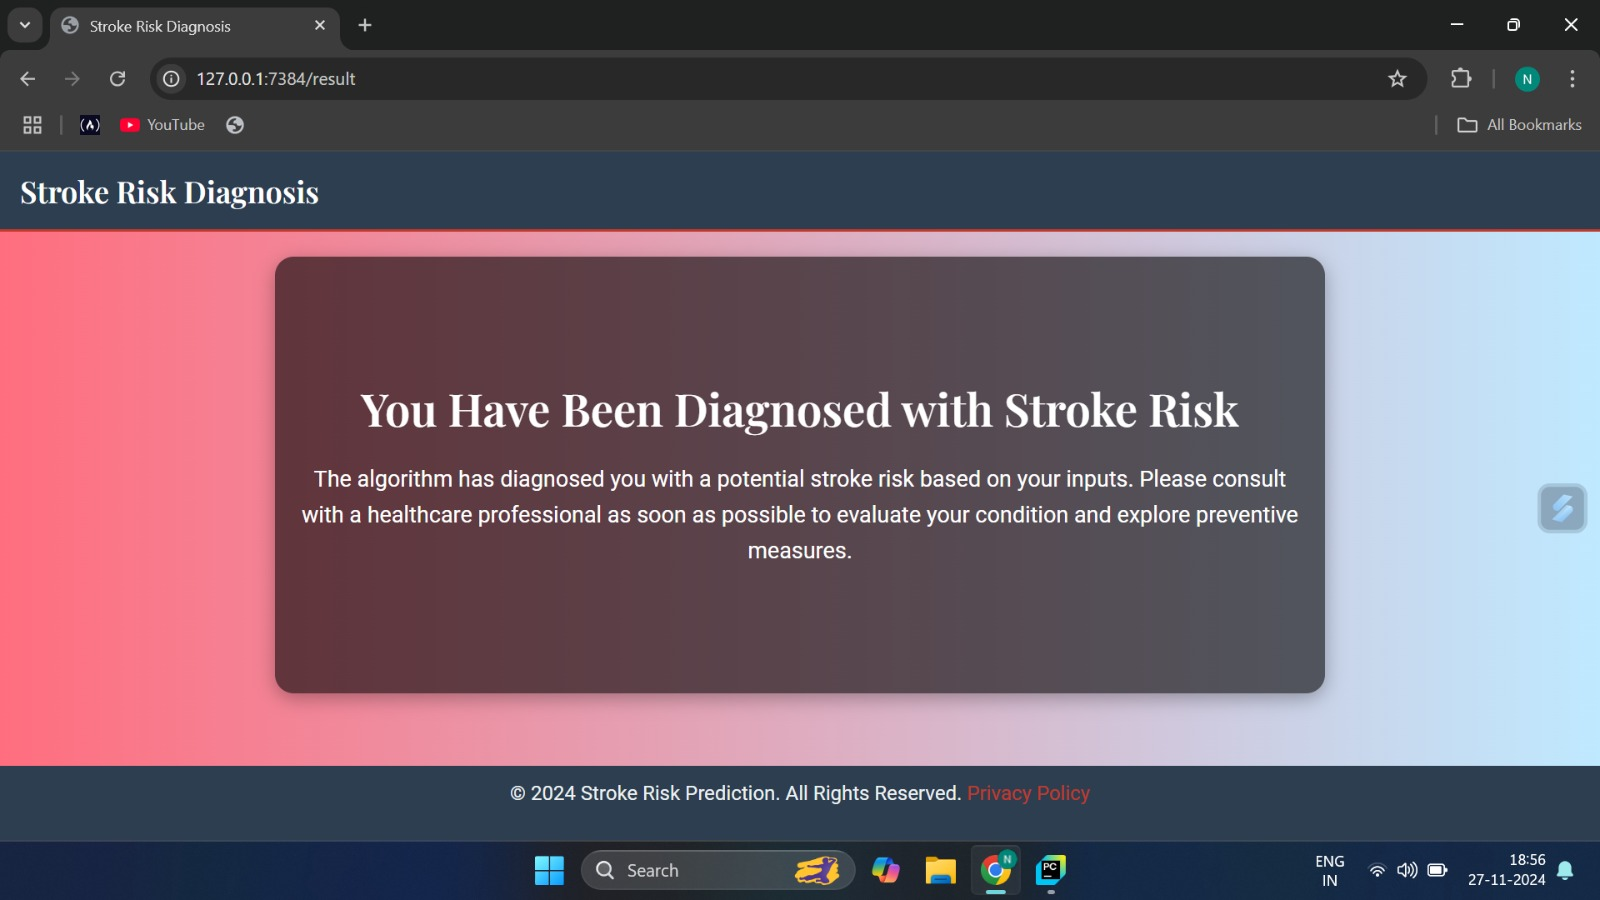 Stroke Risk Diagnosis
127.0.0.1:7384/result
N
YouTube
All Bookmarks
Stroke Risk Diagnosis
You Have Been Diagnosed with Stroke Risk
The algorithm has diagnosed you with a potential stroke risk based on your inputs. Please consult
with a healthcare professional as soon as possible to evaluate your condition and explore preventive
measures.
© 2024 Stroke Risk Prediction. All Rights Reserved. Privacy Policy
Search
N
PC
ENG
IN
18:56
27-11-2024